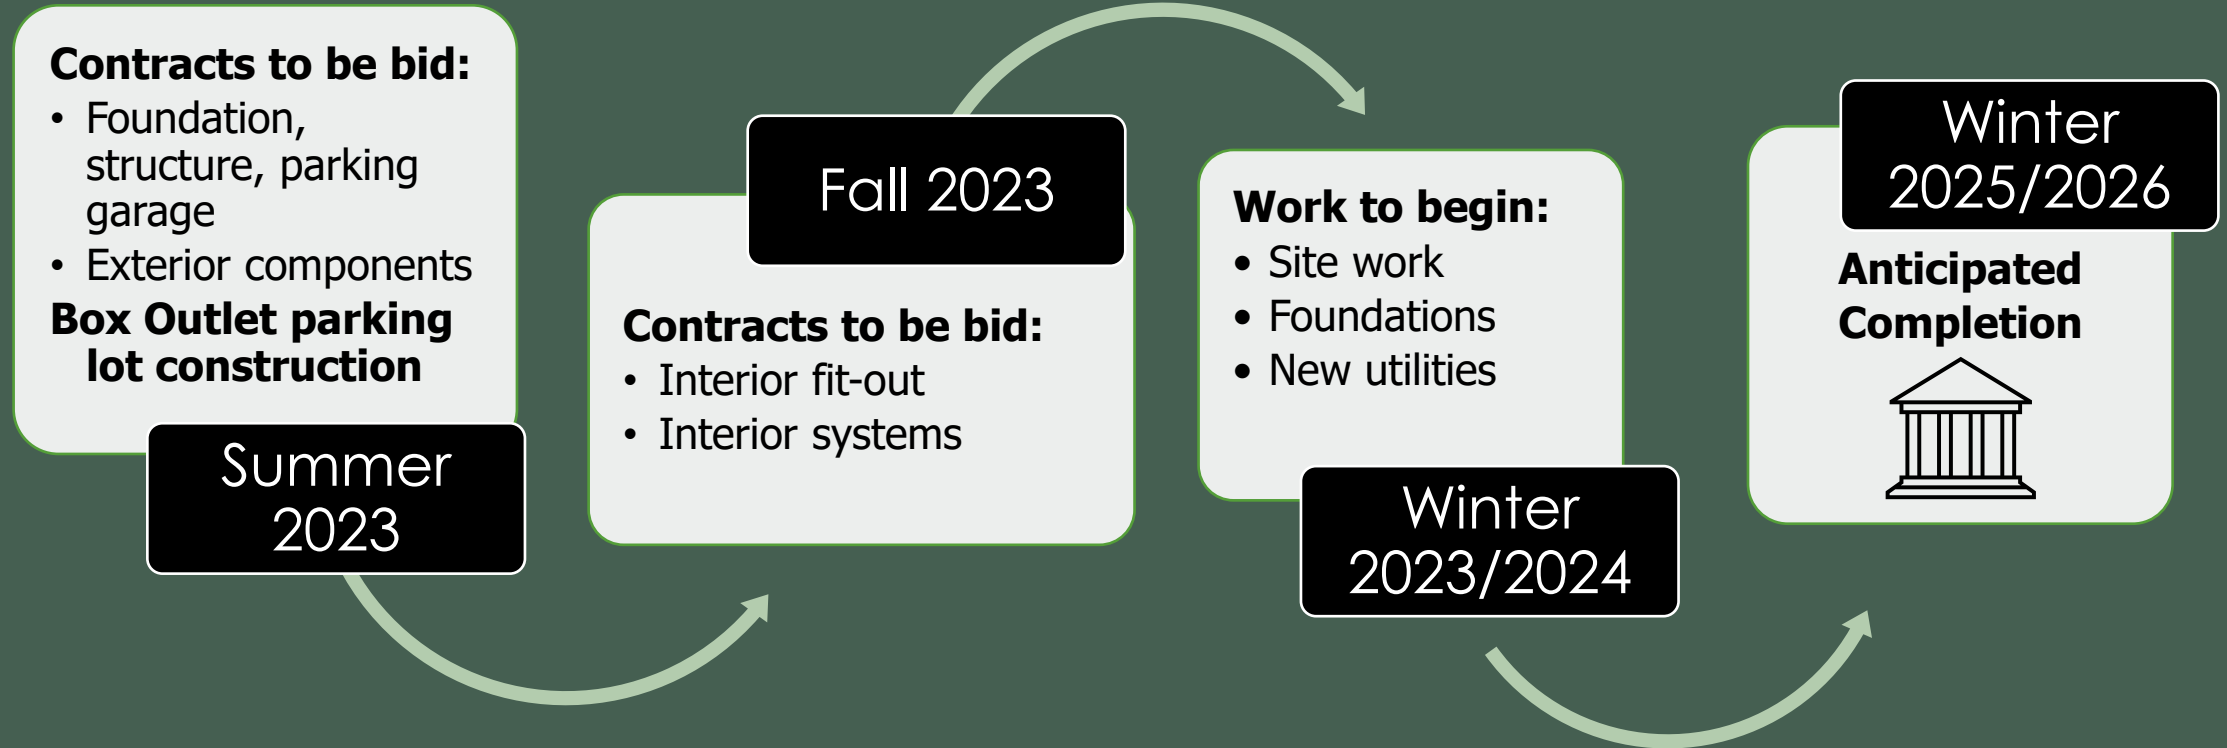 Contracts to be bid:
• Foundation,
structure, parking
garage
• Exterior components
Box Outlet parking
lot construction
Summer
2023
Fall 2023
Contracts to be bid:
• Interior fit-out
• Interior systems
Work to begin:
• Site work
• Foundations
• New utilities
Winter
2023/2024
Winter
2025/2026
Anticipated
Completion